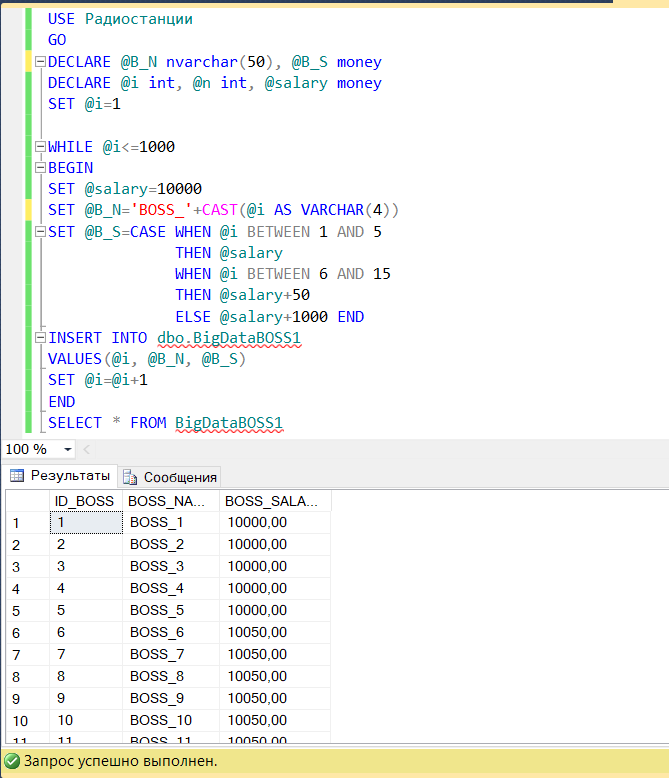 USE Радиостанции
GO
DECLARE @B_N nvarchar(50), @B_S money
DECLARE @i int, @n int, @salary money
SET @i=1
WHILE @i<=1000
BEGIN
SET @salary=10000
SET @B_N='BOSS_'+CAST(@i AS VARCHAR(4))
SET @B_S=CASE WHEN @i BETWEEN 1 AND 5
THEN @salary
WHEN @i BETWEEN 6 AND 15
THEN @salary+50
ELSE @salary+1000 END
INSERT INTO dbo.BigDataBOSS1
VALUES(@i, @B_N, @B_S)
SET @i=@i+1
END
SELECT * FROM BigDataBOSS1
100 %
Результаты Сообщения
ID_BOSS BOSS_NA... BOSS_SALA...
1 1 BOSS_1 10000,00
2 2 BOSS_2 10000,00
3 3 BOSS_3 10000,00
4 4 BOSS_4 10000,00
5 5 BOSS_5 10000,00
6 6 BOSS_6 10050,00
7 7 BOSS_7 10050,00
8 8 BOSS_8 10050,00
9 9 BOSS_9 10050,00
10 10 BOSS_10 10050,00
11 11 BOSS_11 10050,00
Запрос успешно выполнен.